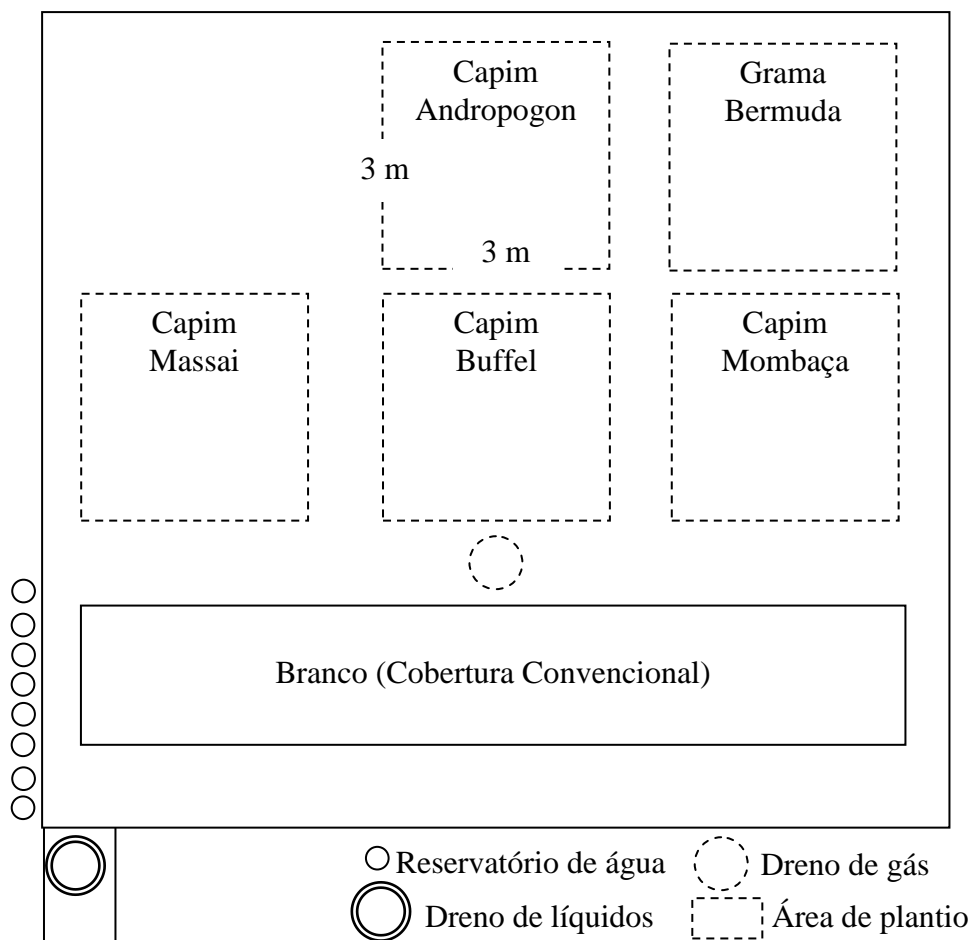 Capim
Andropogon
Grama
Bermuda
3 m
3 m
Capim
Massai
Capim
Buffel
Capim
Mombaça
Branco (Cobertura Convencional)
Reservatório de água
Dreno de gás
Dreno de líquidos
Área de plantio